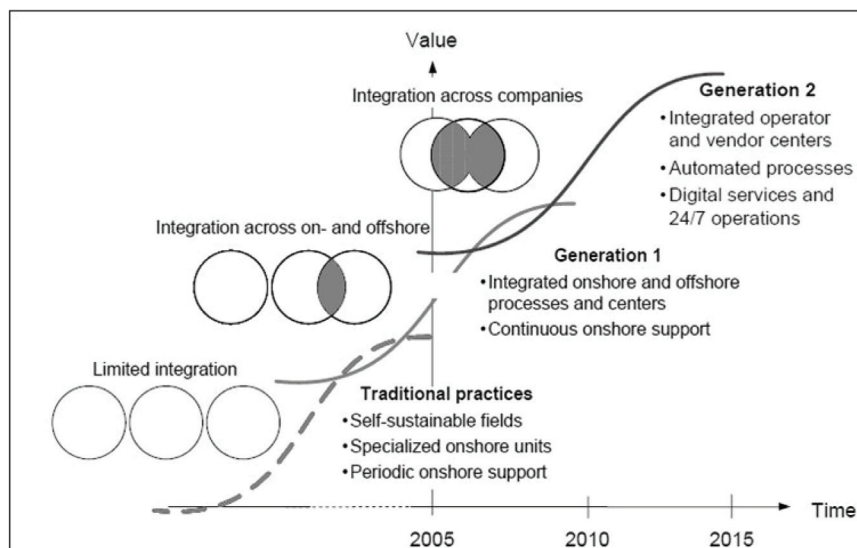 Value
Integration across companies
Generation 2
•Integrated operator
and vendor centers
•Automated processes
•Digital services and
24/7 operations
Integration across on- and offshore
Generation 1
•Integrated onshore and offshore
processes and centers
•Continuous onshore support
Limited integration
Traditional practices
•Self-sustainable fields
•Specialized onshore units
•Periodic onshore support
Time
2005
2010
2015